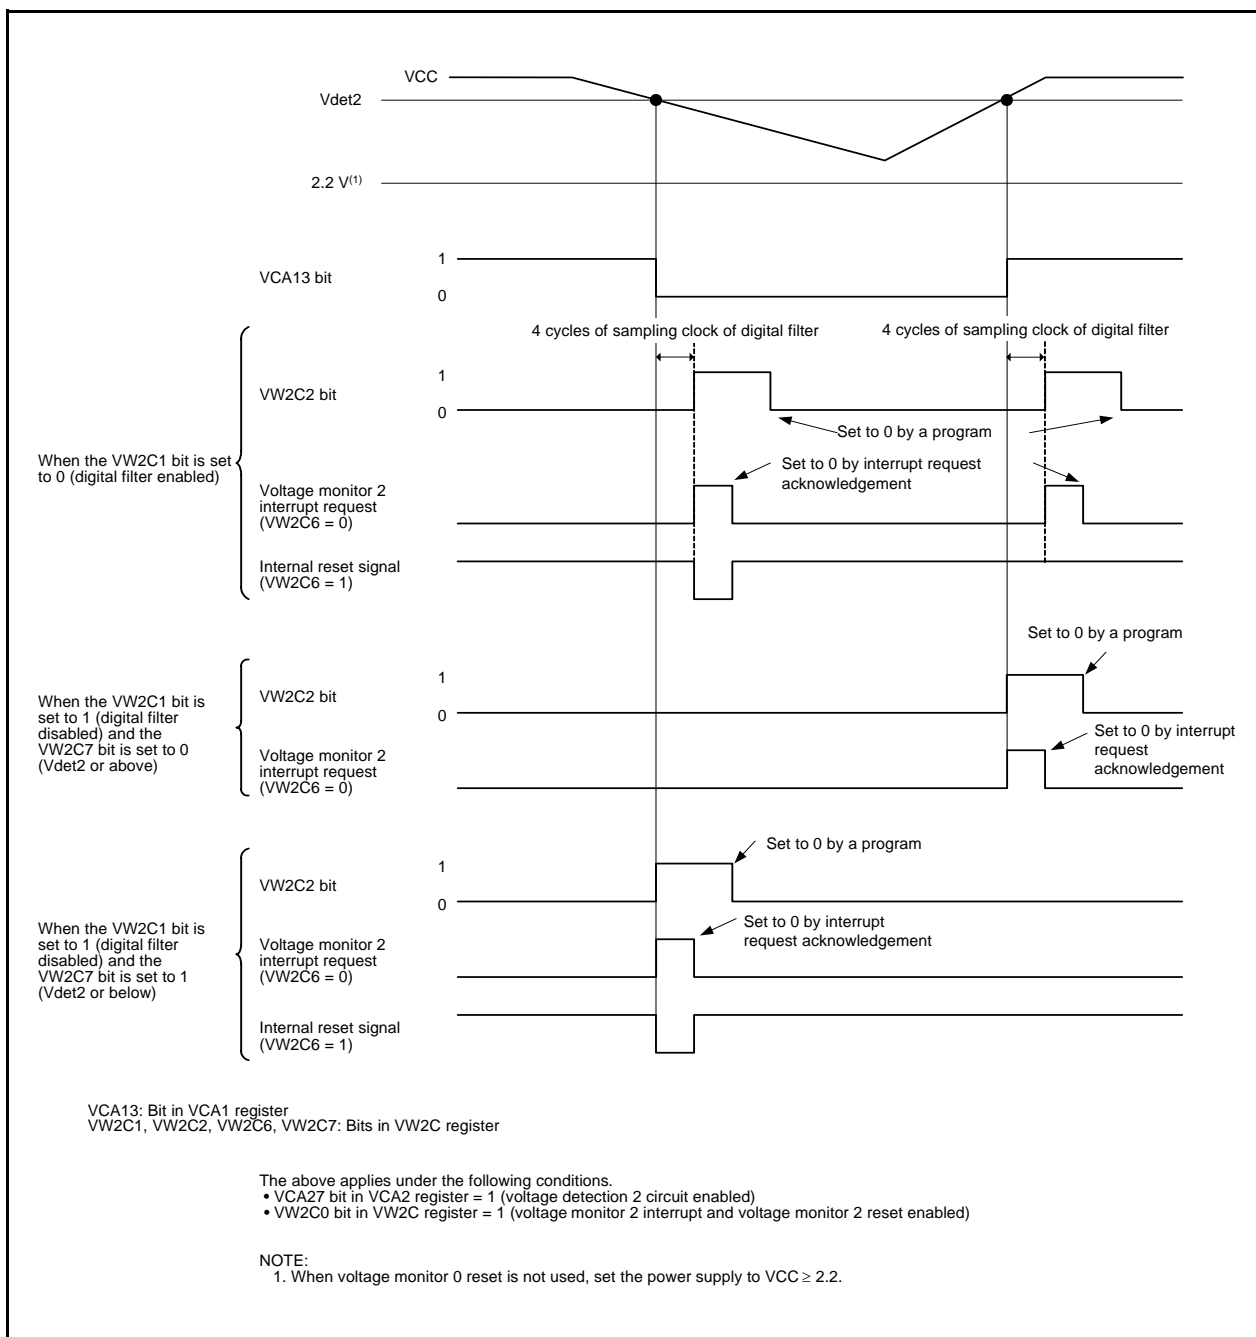 VCC
Vdet2
2.2 V(1)
VCA13 bit
1
0
4 cycles of sampling clock of digital filter
4 cycles of sampling clock of digital filter
When the VW2C1 bit is set
to 0 (digital filter enabled)
VW2C2 bit
1
0
Set to 0 by a program
Set to 0 by interrupt request
acknowledgement
Voltage monitor 2
interrupt request
(VW2C6 = 0)
Internal reset signal
(VW2C6 = 1)
Set to 0 by a program
When the VW2C1 bit is
set to 1 (digital filter
disabled) and the
VW2C7 bit is set to 0
(Vdet2 or above)
VW2C2 bit
1
0
Set to 0 by interrupt
request
acknowledgement
Voltage monitor 2
interrupt request
(VW2C6 = 0)
Set to 0 by a program
When the VW2C1 bit is
set to 1 (digital filter
disabled) and the
VW2C7 bit is set to 1
(Vdet2 or below)
VW2C2 bit
1
0
Set to 0 by interrupt
request acknowledgement
Voltage monitor 2
interrupt request
(VW2C6 = 0)
Internal reset signal
(VW2C6 = 1)
VCA13: Bit in VCA1 register
VW2C1, VW2C2, VW2C6, VW2C7: Bits in VW2C register
The above applies under the following conditions.
• VCA27 bit in VCA2 register = 1 (voltage detection 2 circuit enabled)
• VW2C0 bit in VW2C register = 1 (voltage monitor 2 interrupt and voltage monitor 2 reset enabled)
NOTE:
1. When voltage monitor 0 reset is not used, set the power supply to VCC ≥ 2.2.